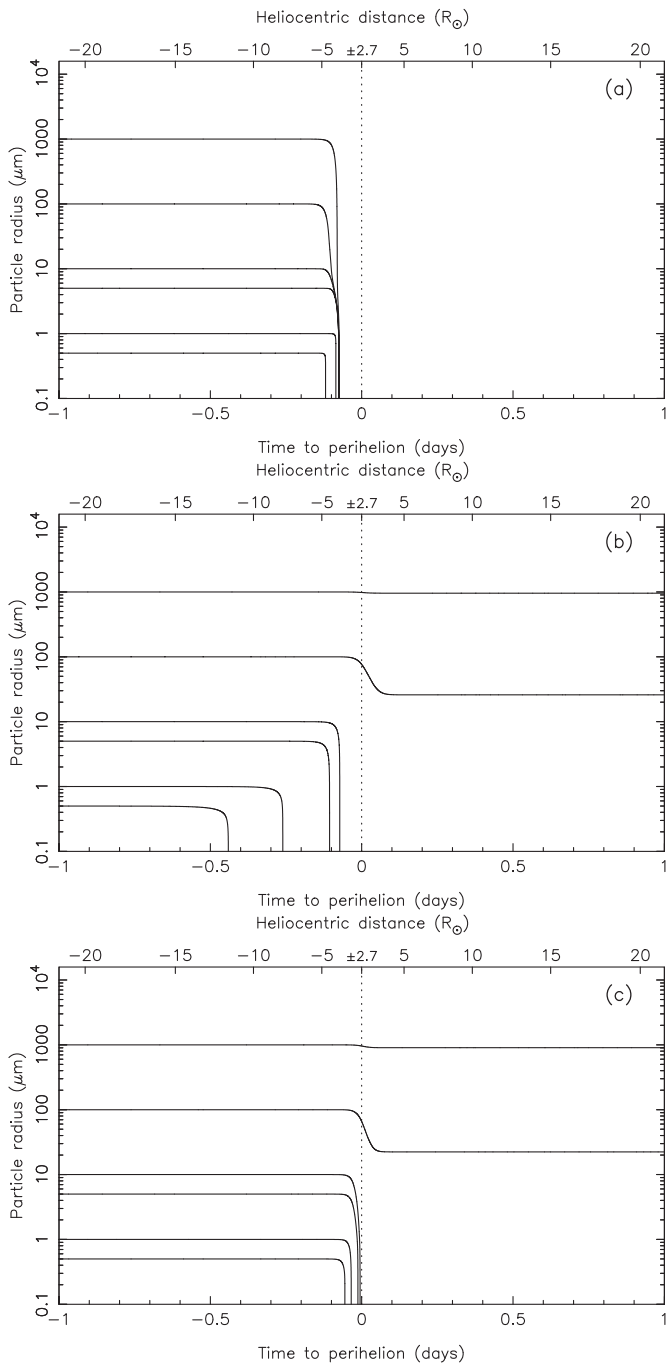 Heliocentric distance (R☉)
−20 −15 −10 −5 ±2.7 5 10 15 20
(a)
Particle radius (μm)
10⁴
1000
100
10
1
0.1
−1 −0.5 0 0.5 1
Time to perihelion (days)
Heliocentric distance (R☉)
−20 −15 −10 −5 ±2.7 5 10 15 20
(b)
Particle radius (μm)
10⁴
1000
100
10
1
0.1
−1 −0.5 0 0.5 1
Time to perihelion (days)
Heliocentric distance (R☉)
−20 −15 −10 −5 ±2.7 5 10 15 20
(c)
Particle radius (μm)
10⁴
1000
100
10
1
0.1
−1 −0.5 0 0.5 1
Time to perihelion (days)